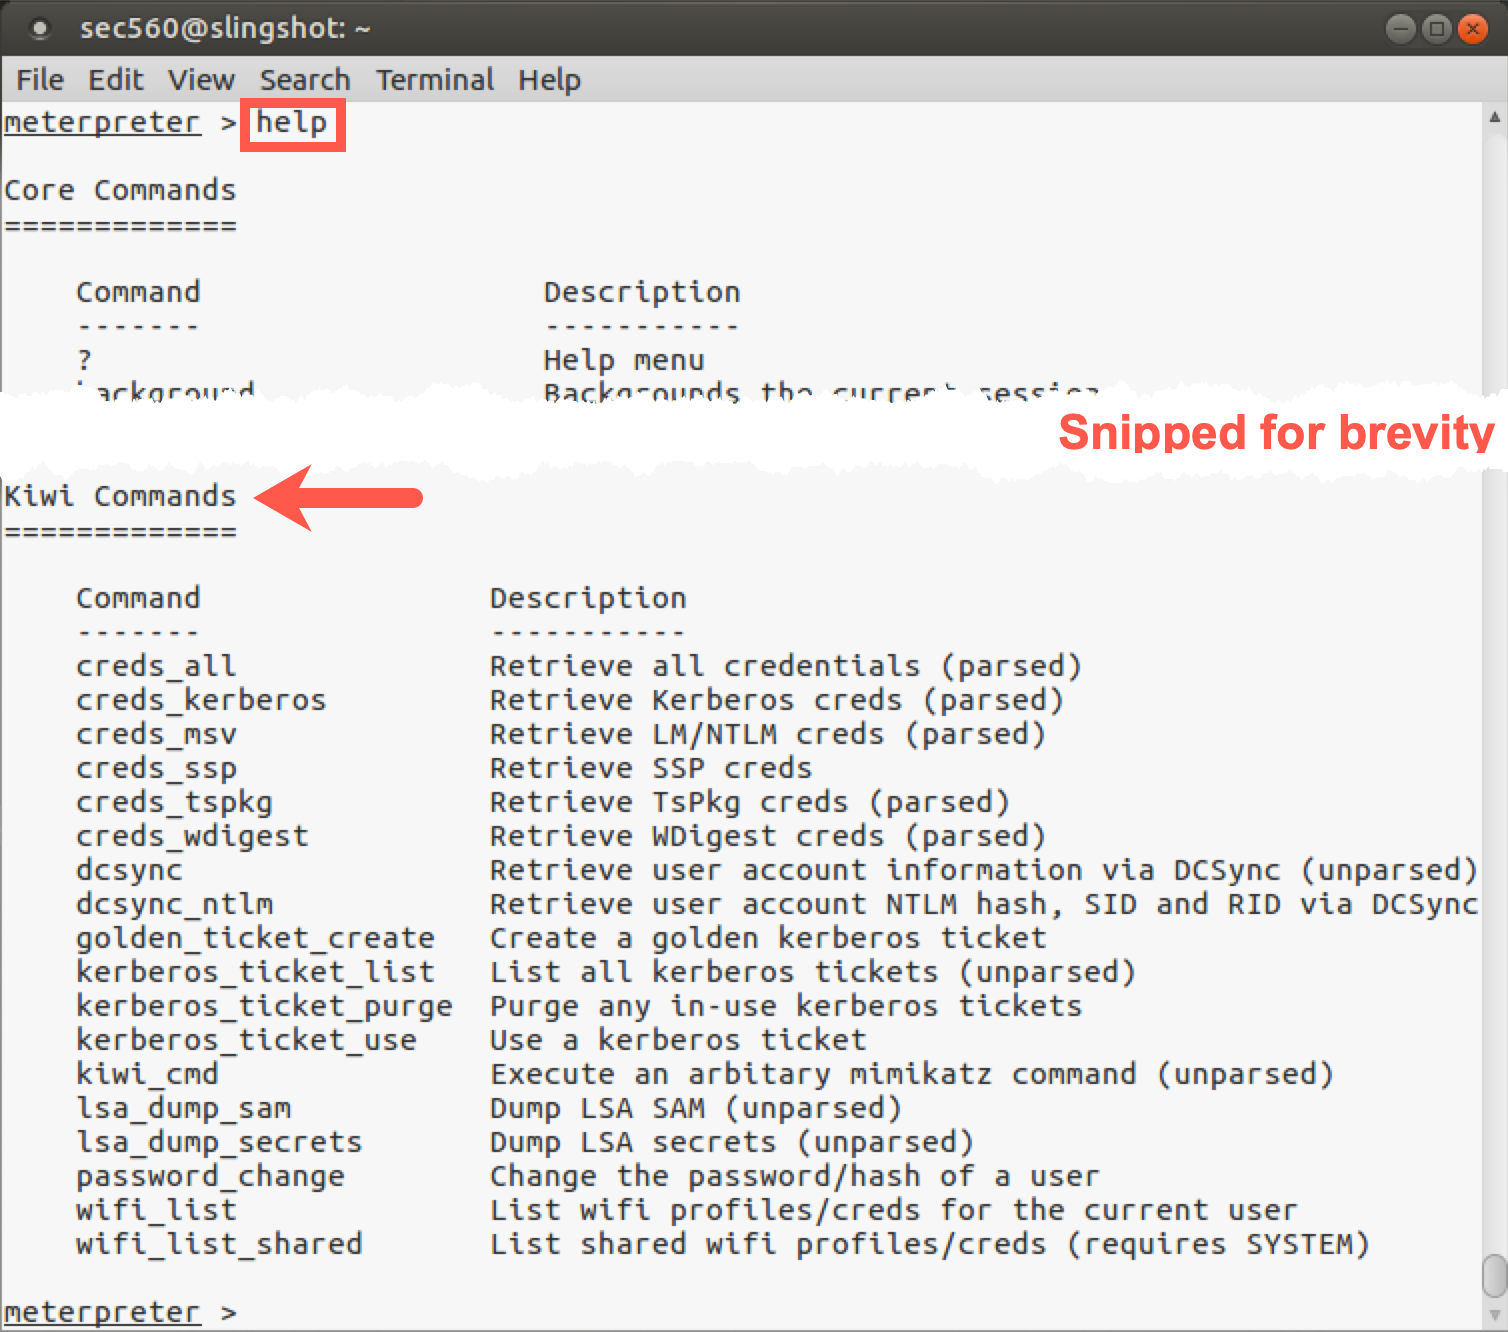 sec560@slingshot: ~
File Edit View Search Terminal Help
meterpreter > help
Core Commands
=============
Command Description
------- -----------
? Help menu
background Backgrounds the current session
Snipped for brevity
Kiwi Commands
=============
Command Description
------- -----------
creds_all Retrieve all credentials (parsed)
creds_kerberos Retrieve Kerberos creds (parsed)
creds_msv Retrieve LM/NTLM creds (parsed)
creds_ssp Retrieve SSP creds
creds_tspkg Retrieve TsPkg creds (parsed)
creds_wdigest Retrieve WDigest creds (parsed)
dcsync Retrieve user account information via DCSync (unparsed)
dcsync_ntlm Retrieve user account NTLM hash, SID and RID via DCSync
golden_ticket_create Create a golden kerberos ticket
kerberos_ticket_list List all kerberos tickets (unparsed)
kerberos_ticket_purge Purge any in-use kerberos tickets
kerberos_ticket_use Use a kerberos ticket
kiwi_cmd Execute an arbitary mimikatz command (unparsed)
lsa_dump_sam Dump LSA SAM (unparsed)
lsa_dump_secrets Dump LSA secrets (unparsed)
password_change Change the password/hash of a user
wifi_list List wifi profiles/creds for the current user
wifi_list_shared List shared wifi profiles/creds (requires SYSTEM)
meterpreter >